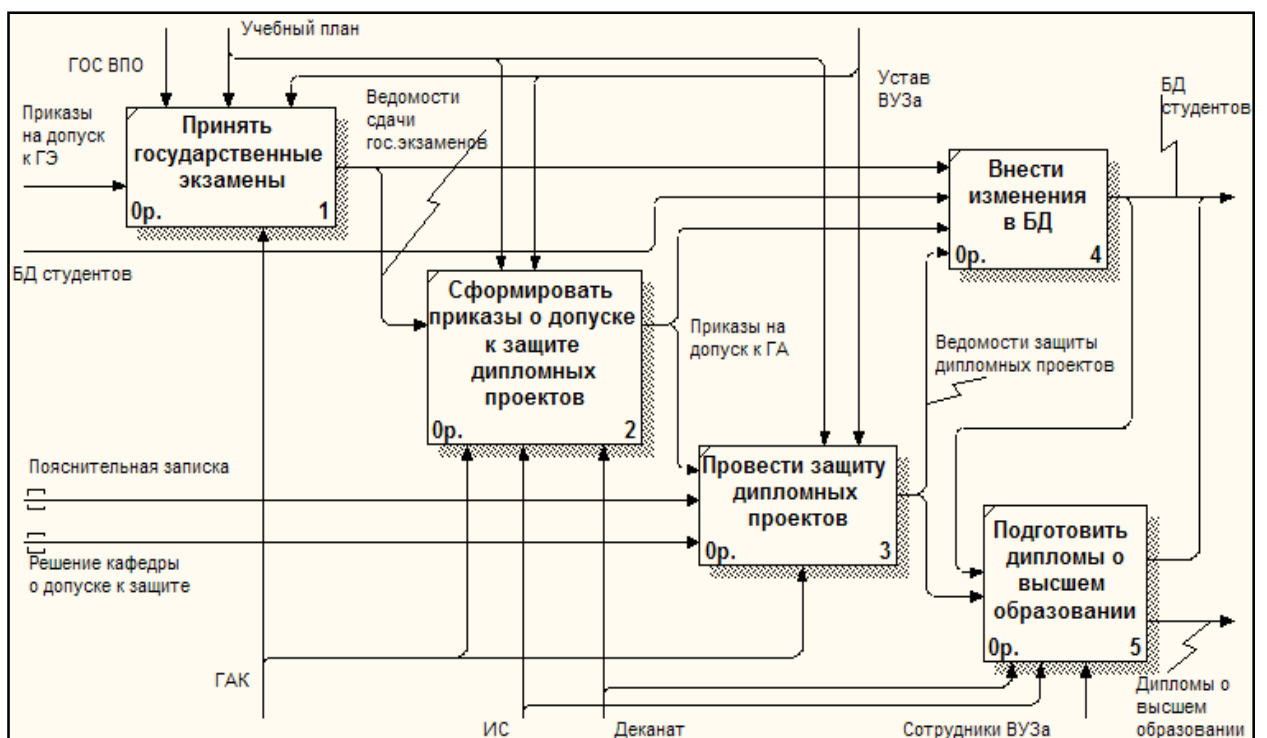 Учебный план
ГОС ВПО
Устав
ВУЗа
БД
студентов
Приказы
на допуск
к ГЭ
Ведомости
сдачи
гос.экзаменов
Принять
государственные
экзамены
0р. 1
Внести
изменения
в БД
0р. 4
БД студентов
Сформировать
приказы о допуске
к защите
дипломных
проектов
0р. 2
Приказы на
допуск к ГА
Ведомости защиты
дипломных проектов
Пояснительная записка
Провести защиту
дипломных
проектов
0р. 3
Решение кафедры
о допуске к защите
Подготовить
дипломы о
высшем
образовании
0р. 5
ГАК
ИС
Деканат
Сотрудники ВУЗа
Дипломы о
высшем
образовании